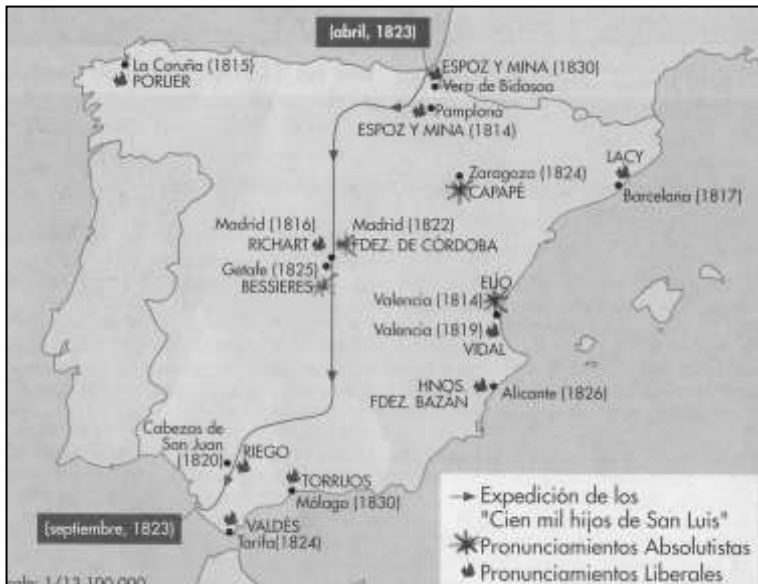 (abril, 1823)
La Coruña (1815)
PORLIER
ESPOZ Y MINA (1830)
Vera de Bidasoa
Pamplona
ESPOZ Y MINA (1814)
Zaragoza (1824)
CAPAPÉ
LACY
Barcelona (1817)
Madrid (1816)
RICHART
Madrid (1822)
FDEZ. DE CÓRDOBA
Getafe (1825)
BESSIERES
ELÍO
Valencia (1814)
Valencia (1819)
VIDAL
HNOS.
FDEZ. BAZÁN
Alicante (1826)
Cabezas de
San Juan
(1820)
RIEGO
TORRIJOS
Málaga (1830)
(septiembre, 1823)
VALDÉS
Tarifa(1824)
Expedición de los
"Cien mil hijos de San Luis"
Pronunciamientos Absolutistas
Pronunciamientos Liberales